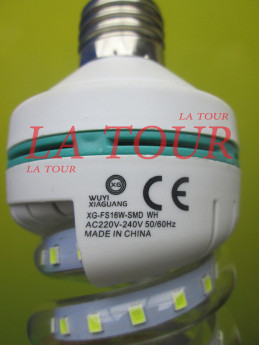 LA TOUR
LA TOUR
LA TOUR
XG
WUYI
XIAGUANG
CE
XG-FS16W-SMD WH
AC220V-240V 50/60Hz
MADE IN CHINA